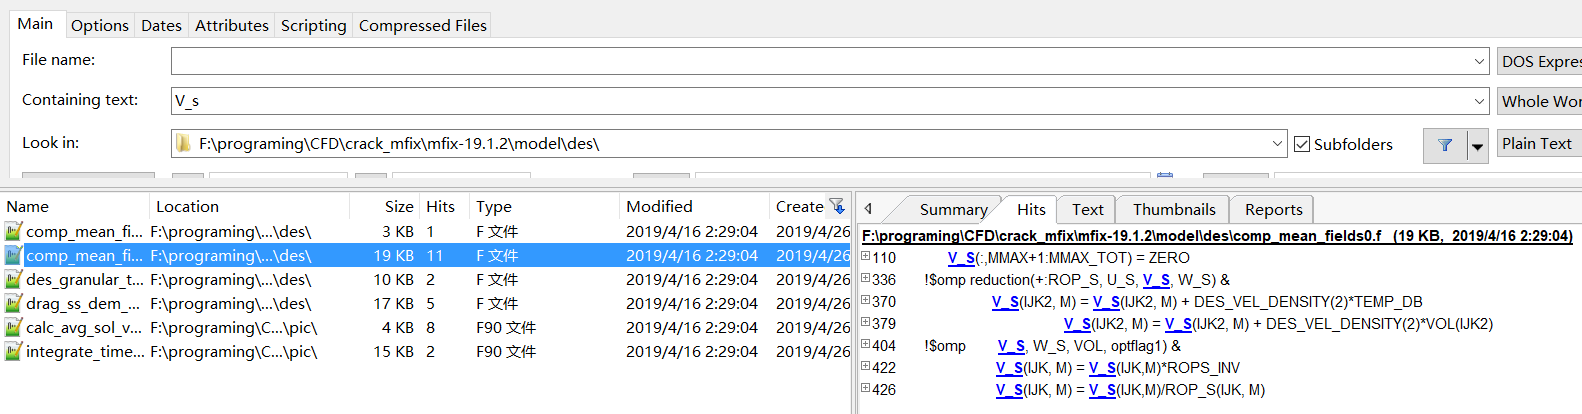 Main Options Dates Attributes Scripting Compressed Files
File name: DOS Expres
Containing text: V_s Whole Wor
Look in: F:\programing\CFD\crack_mfix\mfix-19.1.2\model\des\ Subfolders Plain Text
Name Location Size Hits Type Modified Create
comp_mean_fi... F:\programing\...\des\ 3 KB 1 F 文件 2019/4/16 2:29:04 2019/4/26
comp_mean_fi... F:\programing\...\des\ 19 KB 11 F 文件 2019/4/16 2:29:04 2019/4/26
des_granular_t... F:\programing\...\des\ 10 KB 2 F 文件 2019/4/16 2:29:04 2019/4/26
drag_ss_dem_... F:\programing\...\des\ 17 KB 5 F 文件 2019/4/16 2:29:04 2019/4/26
calc_avg_sol_v... F:\programing\C...\pic\ 4 KB 8 F90 文件 2019/4/16 2:29:04 2019/4/26
integrate_time... F:\programing\C...\pic\ 15 KB 2 F90 文件 2019/4/16 2:29:04 2019/4/26
Summary Hits Text Thumbnails Reports
F:\programing\CFD\crack_mfix\mfix-19.1.2\model\des\comp_mean_fields0.f (19 KB, 2019/4/16 2:29:04)
110 V_S(:,MMAX+1:MMAX_TOT) = ZERO
336 !$omp reduction(+:ROP_S, U_S, V_S, W_S) &
370 V_S(IJK2, M) = V_S(IJK2, M) + DES_VEL_DENSITY(2)*TEMP_DB
379 V_S(IJK2, M) = V_S(IJK2, M) + DES_VEL_DENSITY(2)*VOL(IJK2)
404 !$omp V_S, W_S, VOL, optflag1) &
422 V_S(IJK, M) = V_S(IJK,M)*ROPS_INV
426 V_S(IJK, M) = V_S(IJK,M)/ROP_S(IJK, M)